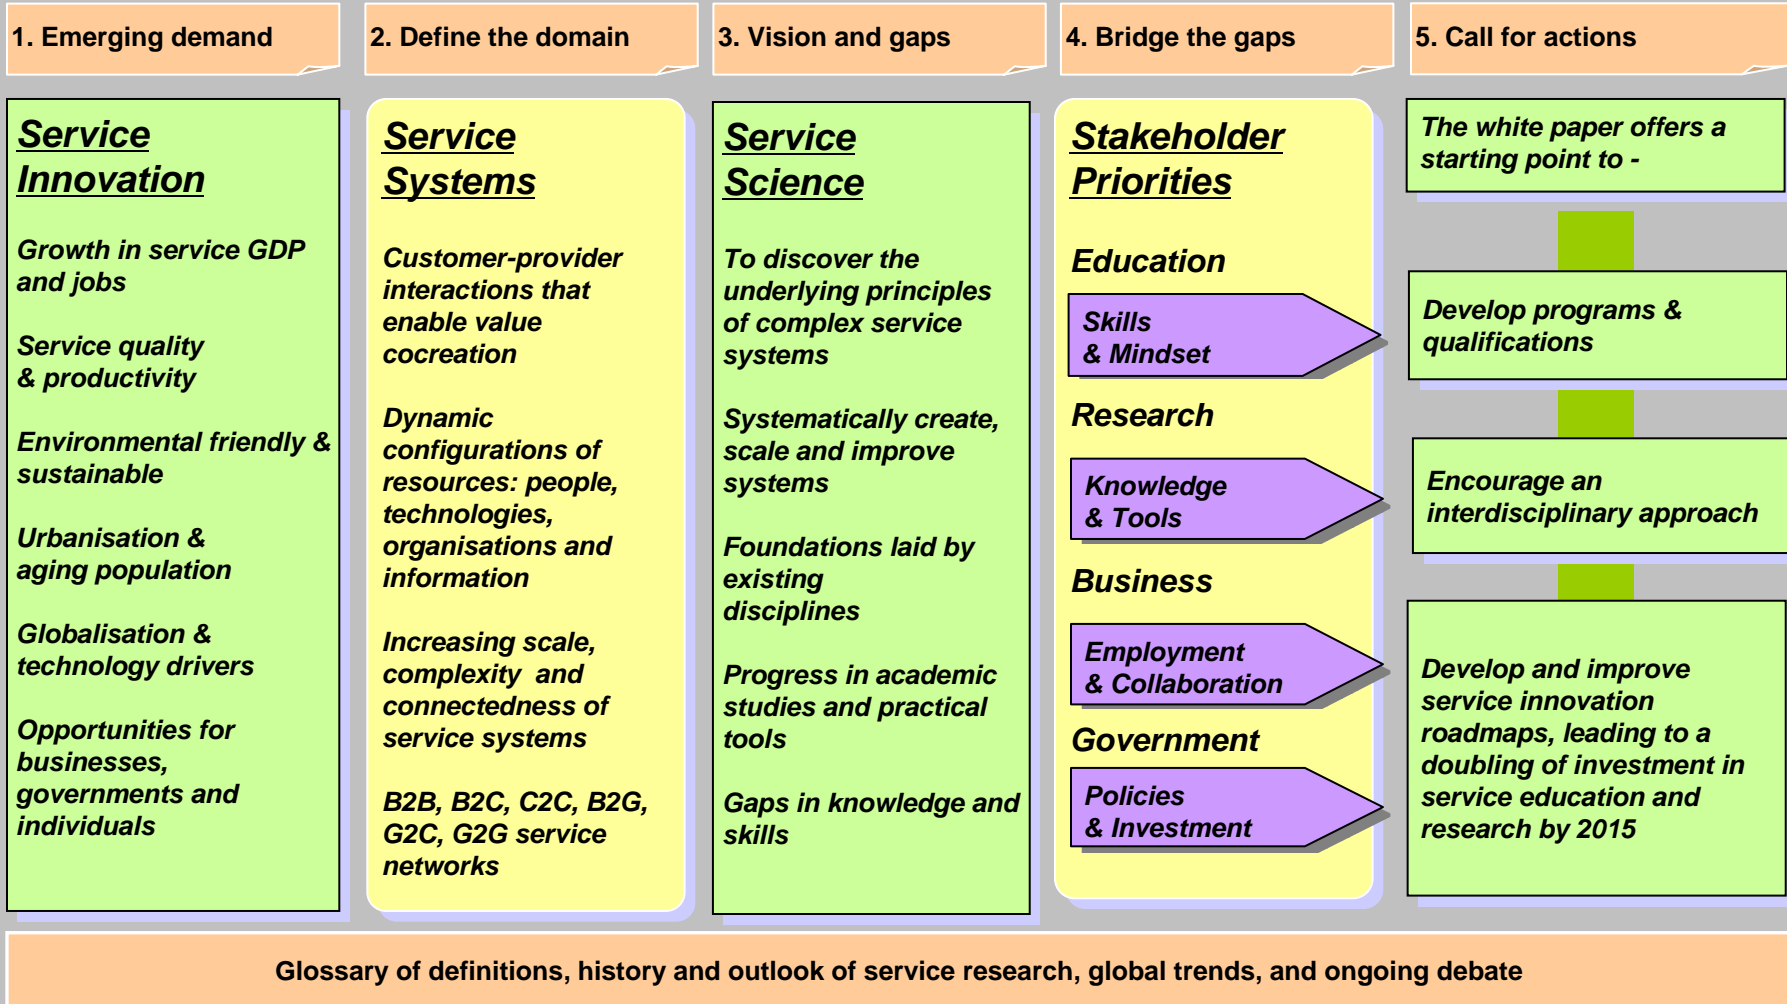 1. Emerging demand
2. Define the domain
3. Vision and gaps
4. Bridge the gaps
5. Call for actions
Service
Innovation
Growth in service GDP
and jobs
Service quality
& productivity
Environmental friendly &
sustainable
Urbanisation &
aging population
Globalisation &
technology drivers
Opportunities for
businesses,
governments and
individuals
Service
Systems
Customer-provider
interactions that
enable value
cocreation
Dynamic
configurations of
resources: people,
technologies,
organisations and
information
Increasing scale,
complexity and
connectedness of
service systems
B2B, B2C, C2C, B2G,
G2C, G2G service
networks
Service
Science
To discover the
underlying principles
of complex service
systems
Systematically create,
scale and improve
systems
Foundations laid by
existing
disciplines
Progress in academic
studies and practical
tools
Gaps in knowledge and
skills
Stakeholder
Priorities
Education
Skills
& Mindset
Research
Knowledge
& Tools
Business
Employment
& Collaboration
Government
Policies
& Investment
The white paper offers a
starting point to -
Develop programs &
qualifications
Encourage an
interdisciplinary approach
Develop and improve
service innovation
roadmaps, leading to a
doubling of investment in
service education and
research by 2015
Glossary of definitions, history and outlook of service research, global trends, and ongoing debate